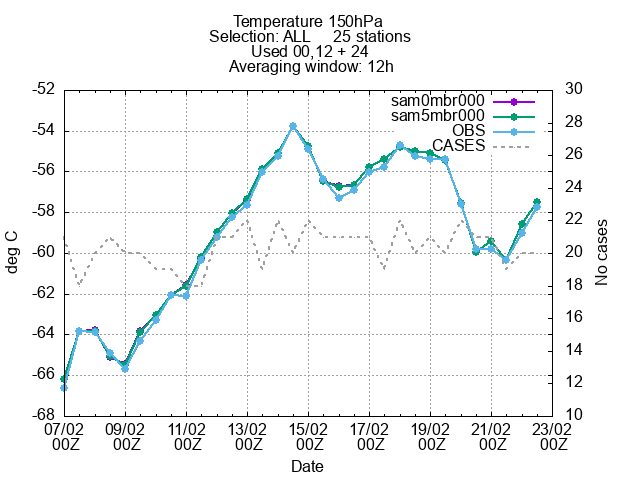 Temperature 150hPa
Selection: ALL 25 stations
Used 00,12 + 24
Averaging window: 12h
-52 30
sam0mbr000
sam5mbr000
-54 28
OBS
CASES
-56 26
24
-58 22
-60 20
-62 18
-64 16
14
-66 12
-68 10
deg C
No cases
07/02 09/02 11/02 13/02 15/02 17/02 19/02 21/02 23/02
00Z 00Z 00Z 00Z 00Z 00Z 00Z 00Z 00Z
Date